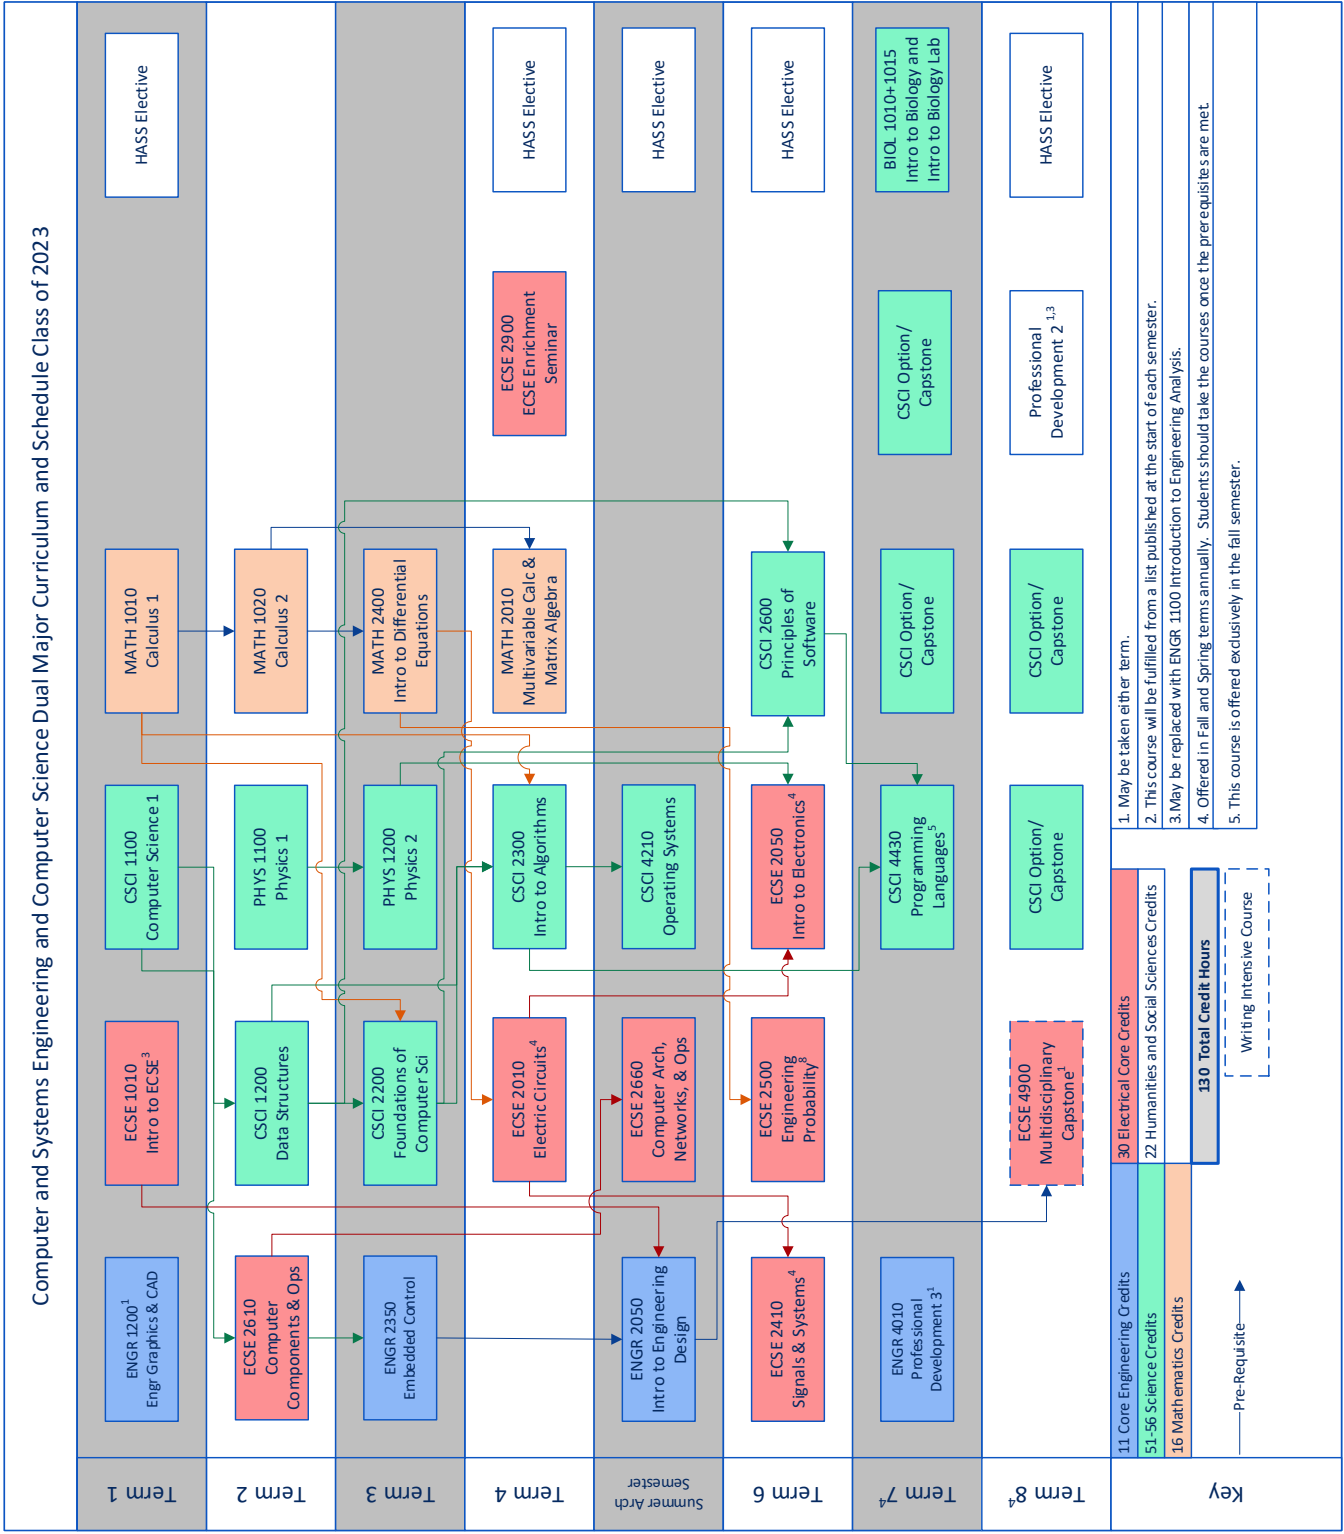 Computer and Systems Engineering and Computer Science Dual Major Curriculum and Schedule Class of 2023
Term 1
ENGR 1200¹
Engr Graphics & CAD
ECSE 1010
Intro to ECSE³
CSCI 1100
Computer Science 1
MATH 1010
Calculus 1
HASS Elective
Term 2
ECSE 2610
Computer
Components & Ops
CSCI 1200
Data Structures
PHYS 1100
Physics 1
MATH 1020
Calculus 2
Term 3
ENGR 2350
Embedded Control
CSCI 2200
Foundations of
Computer Sci
PHYS 1200
Physics 2
MATH 2400
Intro to Differential
Equations
Term 4
ECSE 2010
Electric Circuits⁴
CSCI 2300
Intro to Algorithms
MATH 2010
Multivariable Calc &
Matrix Algebra
ECSE 2900
ECSE Enrichment
Seminar
HASS Elective
Summer Arch
Semester
ENGR 2050
Intro to Engineering
Design
ECSE 2660
Computer Arch,
Networks, & Ops
CSCI 4210
Operating Systems
HASS Elective
Term 6
ECSE 2410
Signals & Systems⁴
ECSE 2500
Engineering
Probability⁸
ECSE 2050
Intro to Electronics⁴
CSCI 2600
Principles of
Software
HASS Elective
Term 7⁴
ENGR 4010
Professional
Development 3¹
CSCI 4430
Programming
Languages⁵
CSCI Option/
Capstone
CSCI Option/
Capstone
BIOL 1010+1015
Intro to Biology and
Intro to Biology Lab
Term 8⁴
ECSE 4900
Multidisciplinary
Capstone¹
CSCI Option/
Capstone
CSCI Option/
Capstone
Professional
Development 2 ¹,³
HASS Elective
Key
11 Core Engineering Credits
30 Electrical Core Credits
51-56 Science Credits
22 Humanities and Social Sciences Credits
16 Mathematics Credits
130 Total Credit Hours
Pre-Requisite
Writing Intensive Course
1. May be taken either term.
2. This course will be fulfilled from a list published at the start of each semester.
3. May be replaced with ENGR 1100 Introduction to Engineering Analysis.
4. Offered in Fall and Spring terms annually. Students should take the courses once the prerequisites are met.
5. This course is offered exclusively in the fall semester.